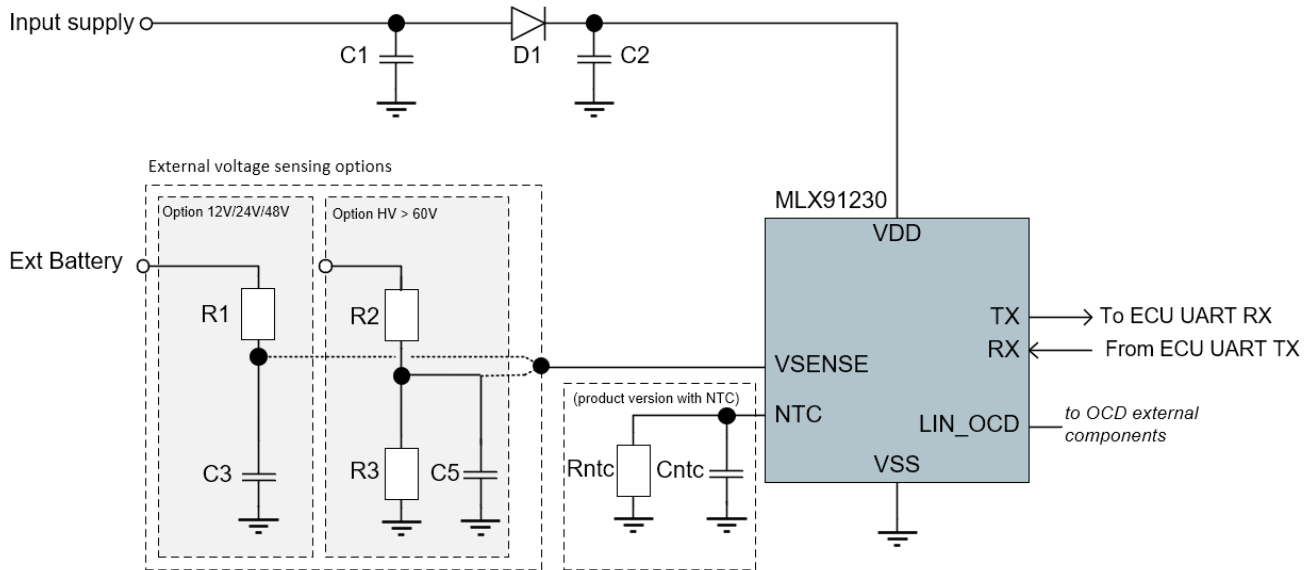 Input supply
C1
D1
C2
External voltage sensing options
Option 12V/24V/48V
Option HV > 60V
MLX91230
VDD
Ext Battery
R1
R2
TX
To ECU UART RX
RX
From ECU UART TX
VSENSE
(product version with NTC)
NTC
LIN_OCD
to OCD external
components
C3
R3
C5
Rntc
Cntc
VSS